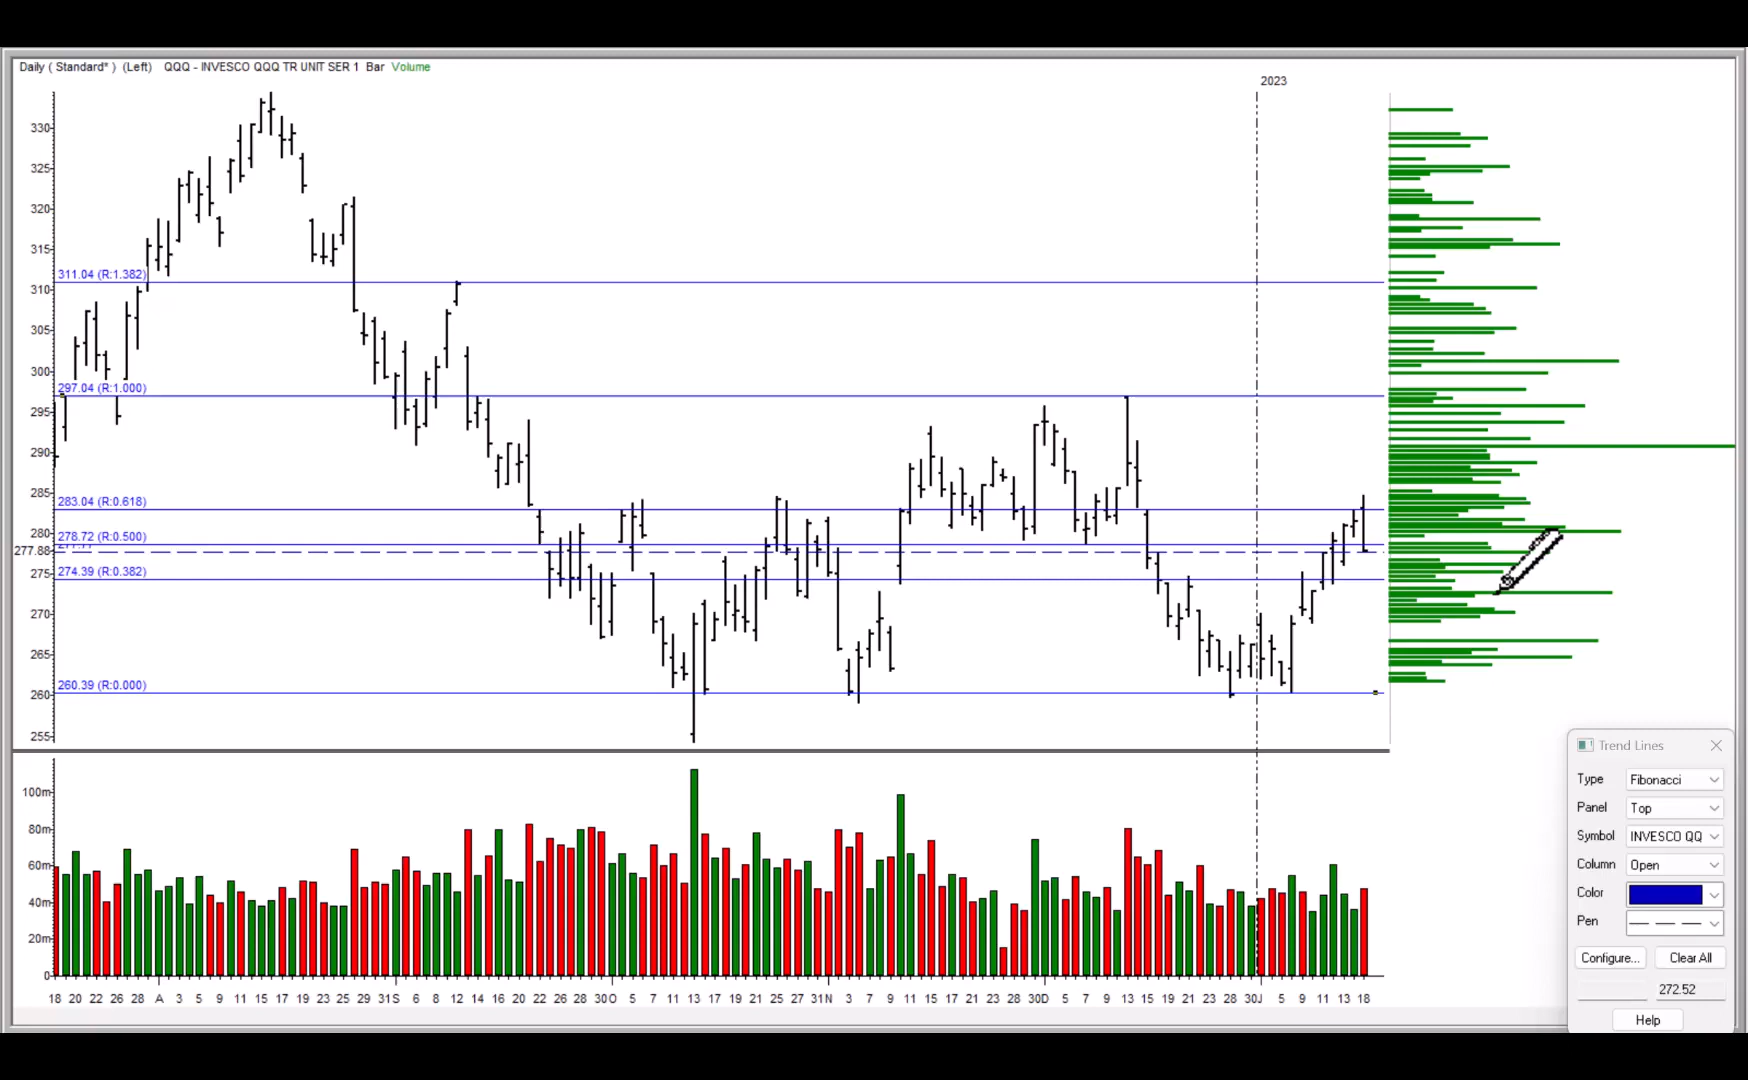 Daily ( Standard* ) (Left) QQQ - INVESCO QQQ TR UNIT SER 1 Bar Volume
2023
330
325
320
315
311.04 (R:1.382)
310
305
300
297.04 (R:1.000)
295
290
285
283.04 (R:0.618)
280
278.72 (R:0.500)
277.88
275
274.39 (R:0.382)
270
265
260.39 (R:0.000)
260
255
100m
80m
60m
40m
20m
0
18 20 22 26 28 A 3 5 9 11 15 17 19 23 25 29 31 S 6 8 12 14 16 20 22 26 28 30 O 5 7 11 13 17 19 21 25 27 31 N 3 7 9 11 15 17 21 23 28 30 D 5 7 9 13 15 19 21 23 28 30 J 5 9 11 13 18
Trend Lines
Type Fibonacci
Panel Top
Symbol INVESCO QQ
Column Open
Color
Pen
Configure... Clear All
272.52
Help